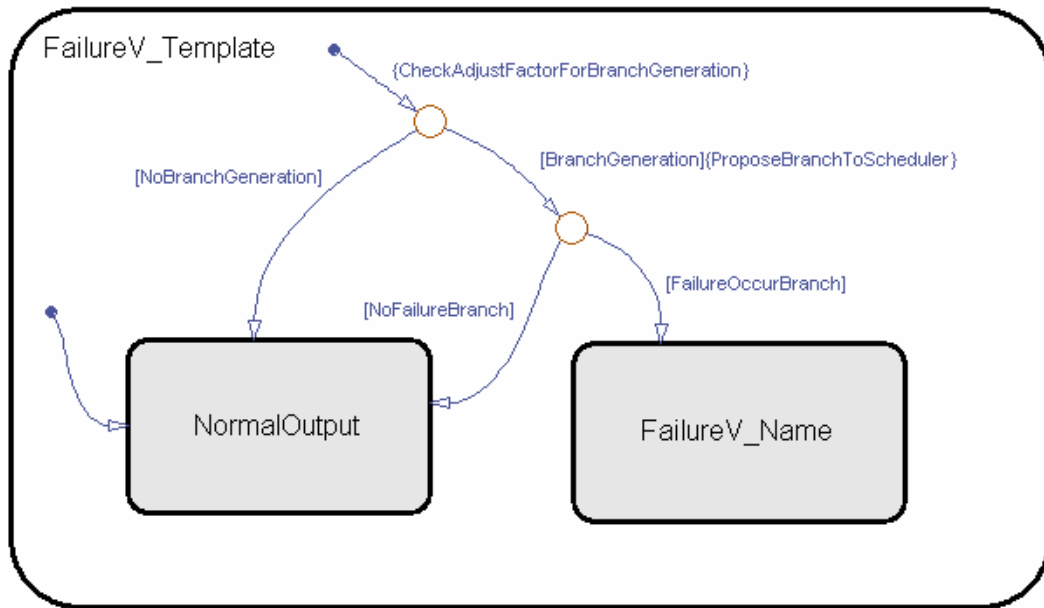 FailureV_Template
{CheckAdjustFactorForBranchGeneration}
[NoBranchGeneration]
[BranchGeneration]{ProposeBranchToScheduler}
[NoFailureBranch]
[FailureOccurBranch]
NormalOutput
FailureV_Name